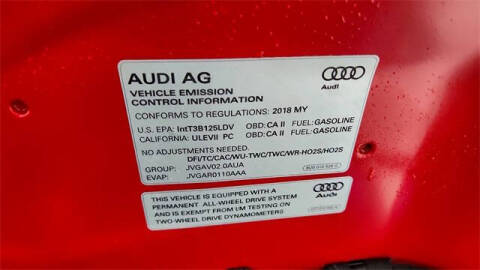 AUDI AG
Audi
VEHICLE EMISSION
CONTROL INFORMATION
CONFORMS TO REGULATIONS: 2018 MY
U.S. EPA: IntT3B125LDV OBD: CA II FUEL: GASOLINE
CALIFORNIA: ULEVII PC OBD: CA II FUEL: GASOLINE
NO ADJUSTMENTS NEEDED.
DFI/TC/CAC/WU-TWC/TWC/WR-HO2S/HO2S
GROUP: JVGAV02.0AUA
EVAP: JVGAR0110AAA
THIS VEHICLE IS EQUIPPED WITH A
PERMANENT ALL-WHEEL DRIVE SYSTEM
AND IS EXEMPT FROM I/M TESTING ON
TWO-WHEEL DRIVE DYNAMOMETERS
Audi